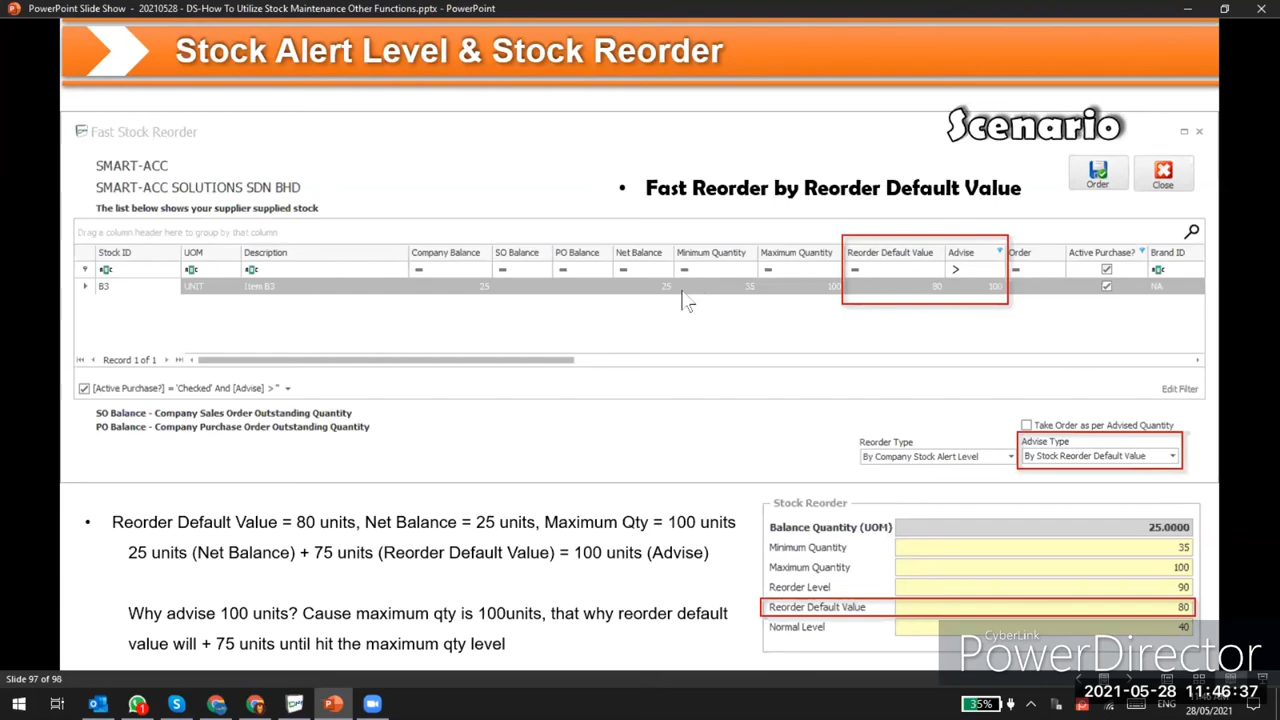 PowerPoint Slide Show - 20210528 - DS-How To Utilize Stock Maintenance Other Functions.pptx - PowerPoint
Stock Alert Level & Stock Reorder
Fast Stock Reorder
Scenario
SMART-ACC
SMART-ACC SOLUTIONS SDN BHD
The list below shows your supplier supplied stock
• Fast Reorder by Reorder Default Value
Order
Close
Drag a column header here to group by that column
Stock ID UOM Description Company Balance SO Balance PO Balance Net Balance Minimum Quantity Maximum Quantity Reorder Default Value Advise Order Active Purchase? Brand ID
= = = = = = = > =
B3 UNIT Item B3 25 25 35 100 80 100 NA
Record 1 of 1
[Active Purchase?] = 'Checked' And [Advise] > ''
Edit Filter
SO Balance - Company Sales Order Outstanding Quantity
PO Balance - Company Purchase Order Outstanding Quantity
Take Order as per Advised Quantity
Reorder Type
Advise Type
By Company Stock Alert Level
By Stock Reorder Default Value
• Reorder Default Value = 80 units, Net Balance = 25 units, Maximum Qty = 100 units
25 units (Net Balance) + 75 units (Reorder Default Value) = 100 units (Advise)
Why advise 100 units? Cause maximum qty is 100units, that why reorder default
value will + 75 units until hit the maximum qty level
Stock Reorder
Balance Quantity (UOM) 25.0000
Minimum Quantity 35
Maximum Quantity 100
Reorder Level 90
Reorder Default Value 80
Normal Level 40
CyberLink
PowerDirector
Slide 97 of 98
35%
ENG
2021-05-28 11:46:37
28/05/2021